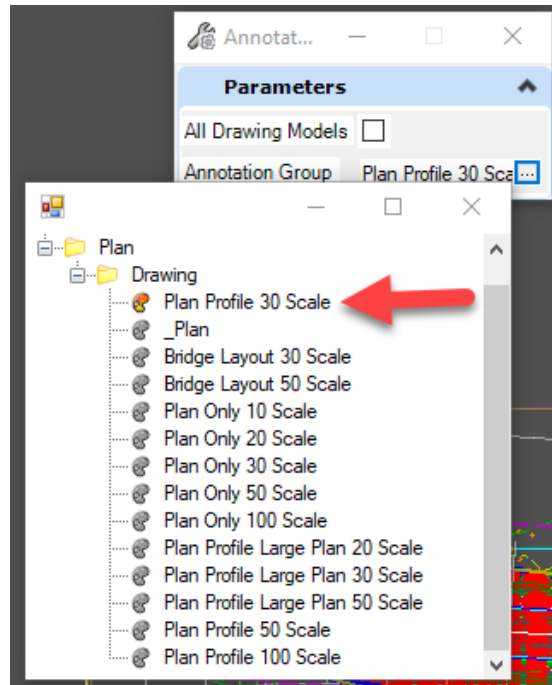 Annotat...
Parameters
All Drawing Models
Annotation Group Plan Profile 30 Sca...
Plan
Drawing
Plan Profile 30 Scale
_Plan
Bridge Layout 30 Scale
Bridge Layout 50 Scale
Plan Only 10 Scale
Plan Only 20 Scale
Plan Only 30 Scale
Plan Only 50 Scale
Plan Only 100 Scale
Plan Profile Large Plan 20 Scale
Plan Profile Large Plan 30 Scale
Plan Profile Large Plan 50 Scale
Plan Profile 50 Scale
Plan Profile 100 Scale